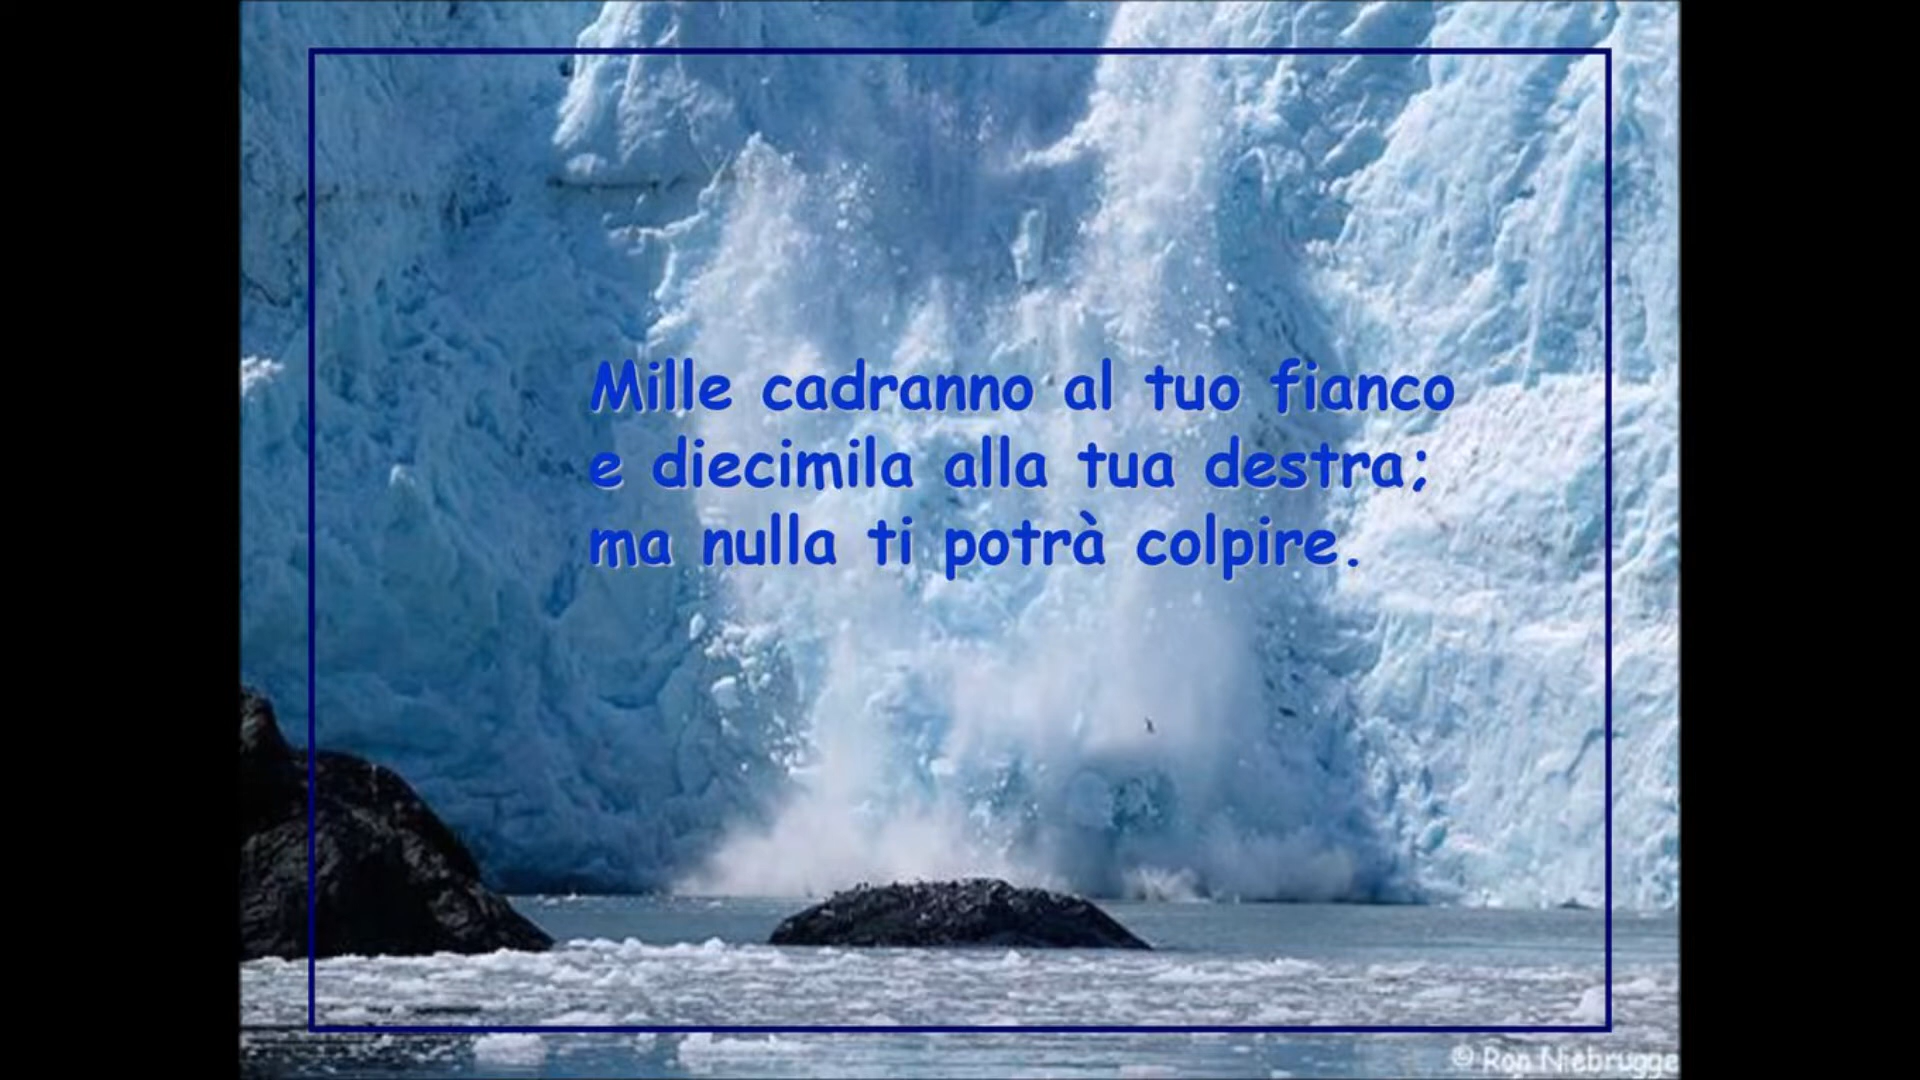 Mille cadranno al tuo fianco
e diecimila alla tua destra;
ma nulla ti potrà colpire.
© Ron Niebrugge